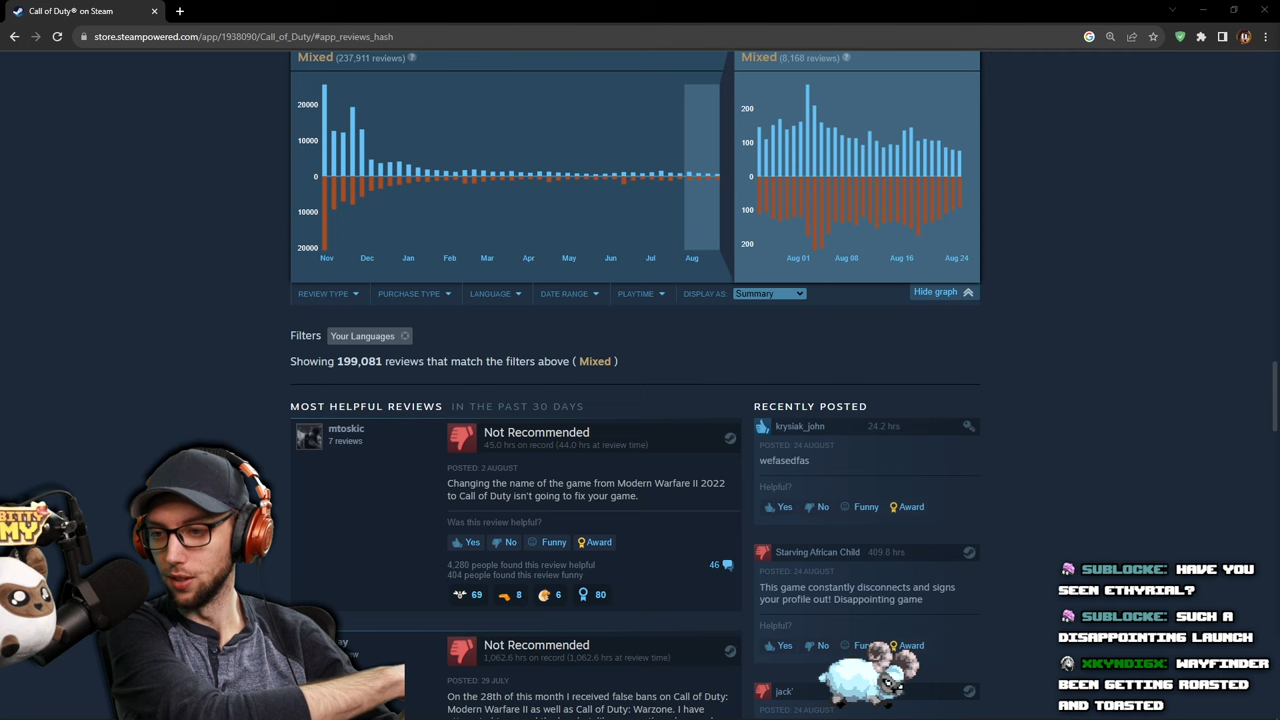 Call of Duty® on Steam
store.steampowered.com/app/1938090/Call_of_Duty/#app_reviews_hash
Mixed (237,911 reviews)
Mixed (8,168 reviews)
20000
10000
0
10000
20000
Nov Dec Jan Feb Mar Apr May Jun Jul Aug
200
100
0
100
200
Aug 01 Aug 08 Aug 16 Aug 24
REVIEW TYPE PURCHASE TYPE LANGUAGE DATE RANGE PLAYTIME DISPLAY AS: Summary
Hide graph
Filters Your Languages
Showing 199,081 reviews that match the filters above ( Mixed )
MOST HELPFUL REVIEWS IN THE PAST 30 DAYS
mtoskic
7 reviews
Not Recommended
45.0 hrs on record (44.0 hrs at review time)
POSTED: 2 AUGUST
Changing the name of the game from Modern Warfare II 2022
to Call of Duty isn't going to fix your game.
Was this review helpful?
Yes No Funny Award
4,280 people found this review helpful
404 people found this review funny
46
69 8 6 80
Not Recommended
1,062.6 hrs on record (1,062.6 hrs at review time)
POSTED: 29 JULY
On the 28th of this month I received false bans on Call of Duty:
Modern Warfare II as well as Call of Duty: Warzone. I have
RECENTLY POSTED
krysiak_john 24.2 hrs
POSTED: 24 AUGUST
wefasedfas
Helpful?
Yes No Funny Award
Starving African Child 409.8 hrs
POSTED: 24 AUGUST
This game constantly disconnects and signs
your profile out! Disappointing game
Helpful?
Yes No Award
jack'
POSTED: 24 AUGUST
BITTY
MY
SUBLOCKE: HAVE YOU
SEEN ETHYRIAL?
SUBLOCKE: SUCH A
DISAPPOINTING LAUNCH
XKYNDIGX: WAYFINDER
BEEN GETTING ROASTED
AND TOASTED